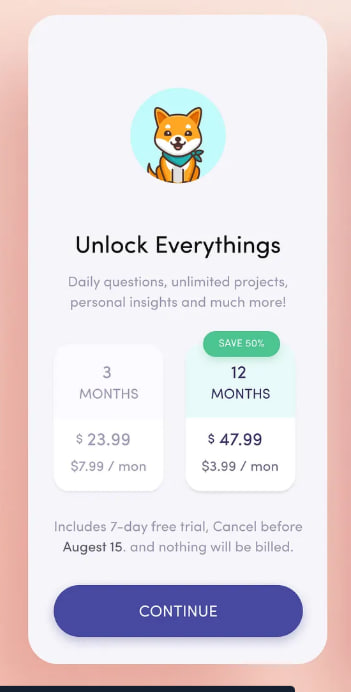 Unlock Everythings
Daily questions, unlimited projects,
personal insights and much more!
SAVE 50%
3
MONTHS
$ 23.99
$7.99 / mon
12
MONTHS
$ 47.99
$3.99 / mon
Includes 7-day free trial, Cancel before
Augest 15. and nothing will be billed.
CONTINUE